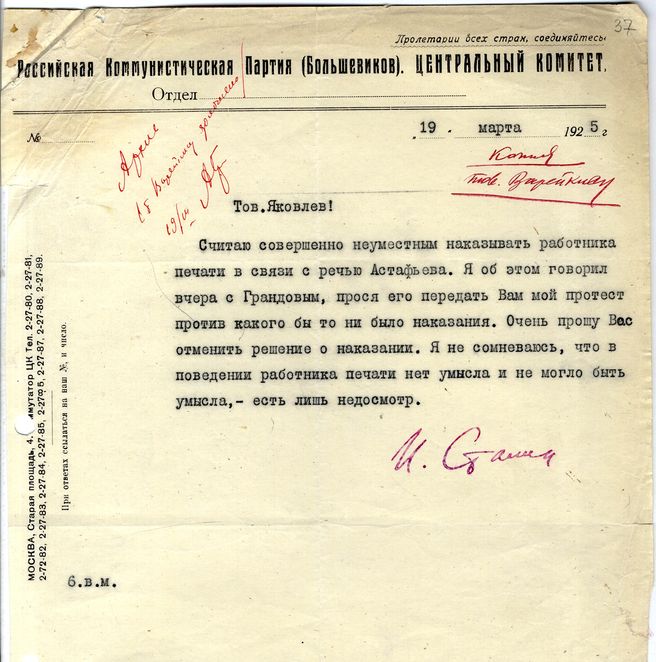 37
Пролетарии всех стран, соединяйтесь
Российская Коммунистическая Партия (Большевиков). ЦЕНТРАЛЬНЫЙ КОМИТЕТ.
Отдел
№
19 . марта 1925 г.
Архив
19/III
Копия
тов. Варейкису
Тов.Яковлев!
Считаю совершенно неуместным наказывать работника
печати в связи с речью Астафьева. Я об этом говорил
вчера с Грандовым, прося его передать Вам мой протест
против какого бы то ни было наказания. Очень прошу Вас
отменить решение о наказании. Я не сомневаюсь, что в
поведении работника печати нет умысла и не могло быть
умысла,- есть лишь недосмотр.
И. Сталин
6.в.м.
МОСКВА, Старая площадь, 4. ммутатор ЦК Тел. 2-27-80, 2-27-81,
2-72-82, 2-27-83, 2-27-84, 2-27-85, 2-27-87, 2-27-88, 2-27-89.
При ответах ссылаться на наш №, и число.